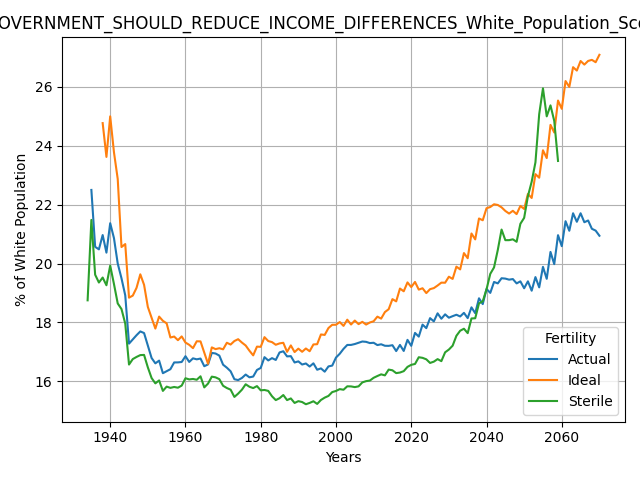 OVERNMENT_SHOULD_REDUCE_INCOME_DIFFERENCES_White_Population_Sc
% of White Population
26
24
22
20
18
16
1940 1960 1980 2000 2020 2040 2060
Years
Fertility
Actual
Ideal
Sterile